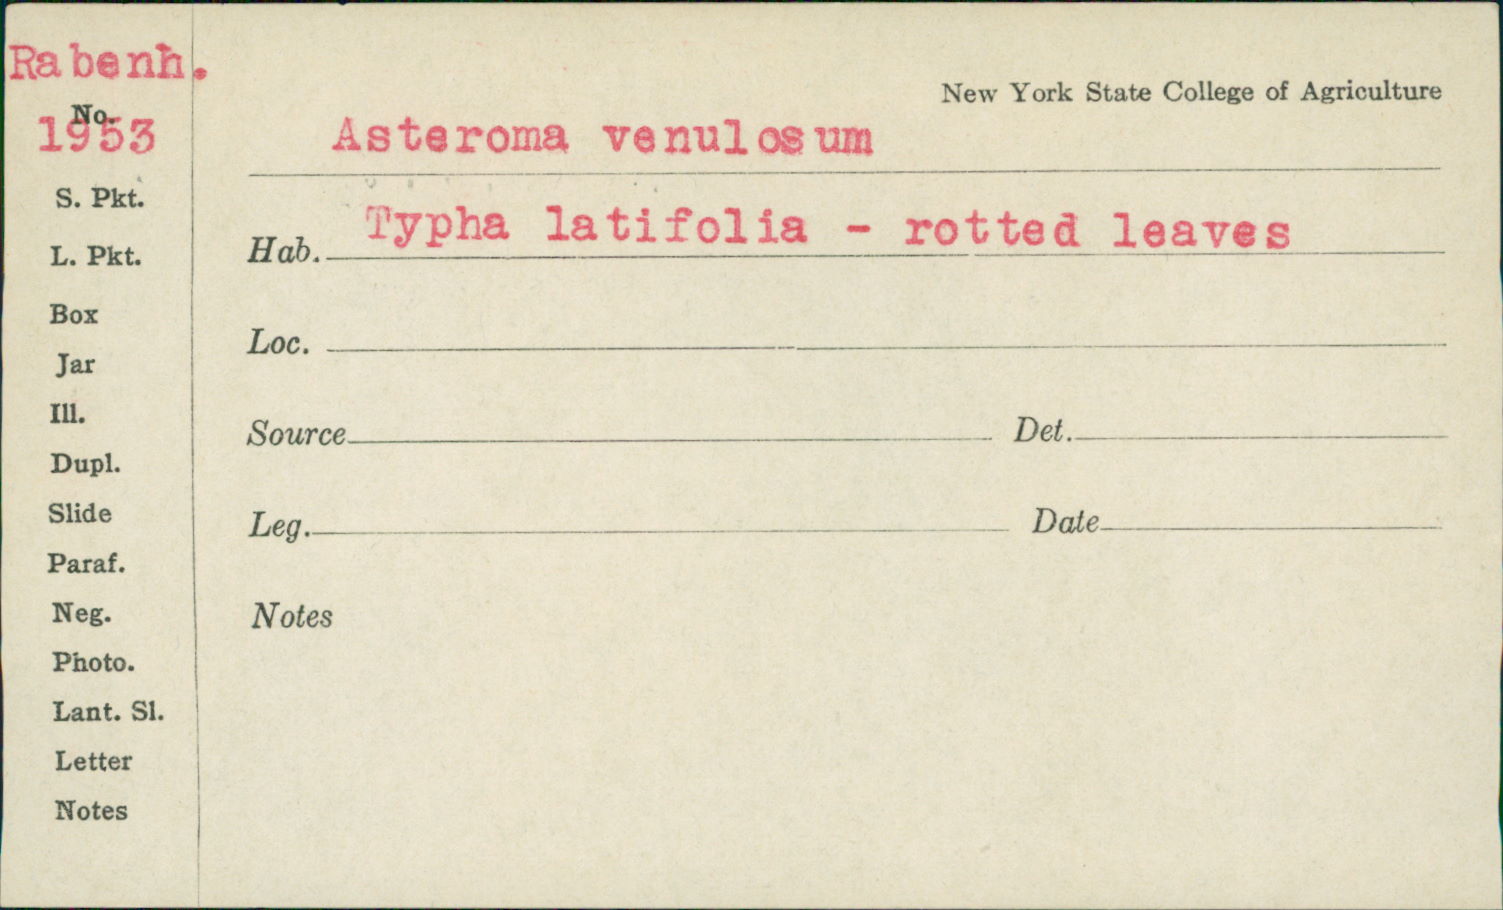 Rabenh.
No.
1953
S. Pkt.
L. Pkt.
Box
Jar
Ill.
Dupl.
Slide
Paraf.
Neg.
Photo.
Lant. Sl.
Letter
Notes
New York State College of Agriculture
Asteroma venulosum
Hab. Typha latifolia - rotted leaves
Loc.
Source Det.
Leg. Date
Notes